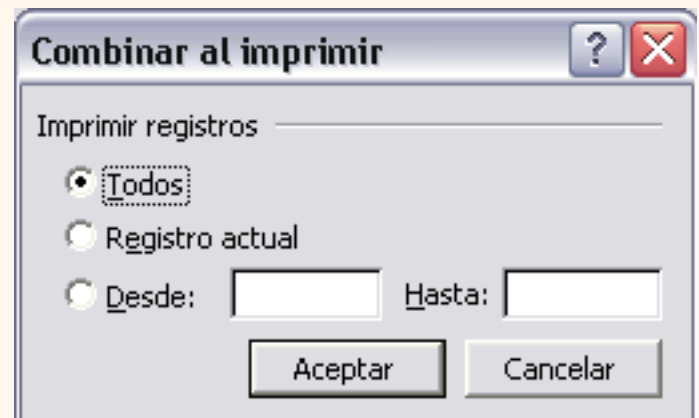 Combinar al imprimir
Imprimir registros
Todos
Registro actual
Desde: Hasta:
Aceptar Cancelar